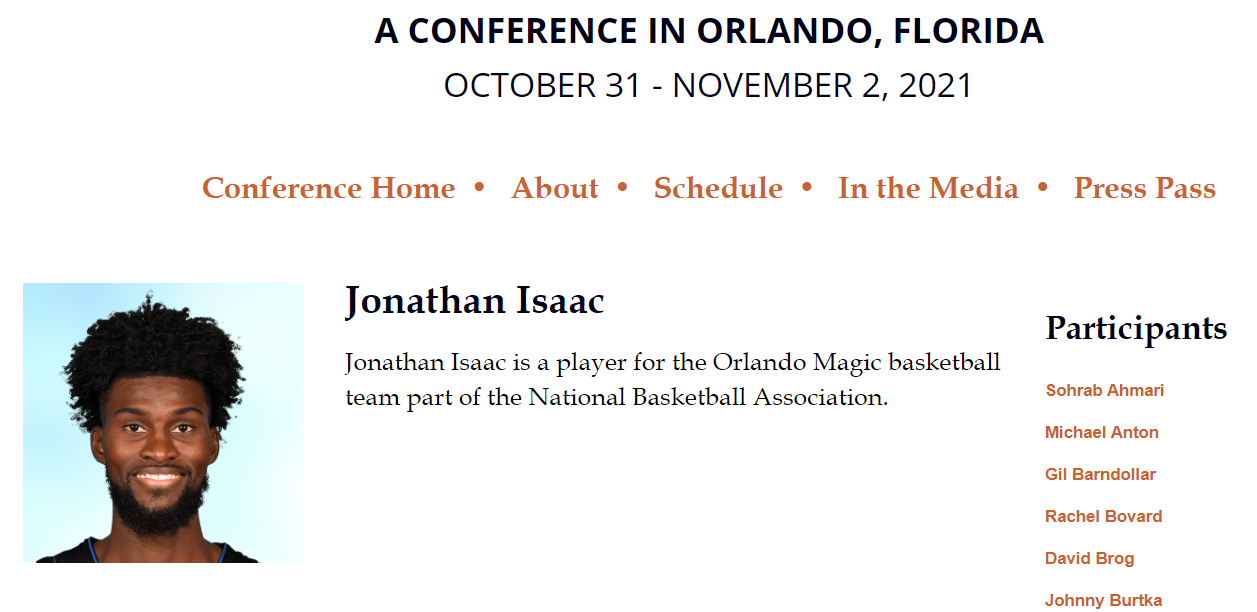 A CONFERENCE IN ORLANDO, FLORIDA
OCTOBER 31 - NOVEMBER 2, 2021
Conference Home • About • Schedule • In the Media • Press Pass
Jonathan Isaac
Jonathan Isaac is a player for the Orlando Magic basketball
team part of the National Basketball Association.
Participants
Sohrab Ahmari
Michael Anton
Gil Barndollar
Rachel Bovard
David Brog
Johnny Burtka